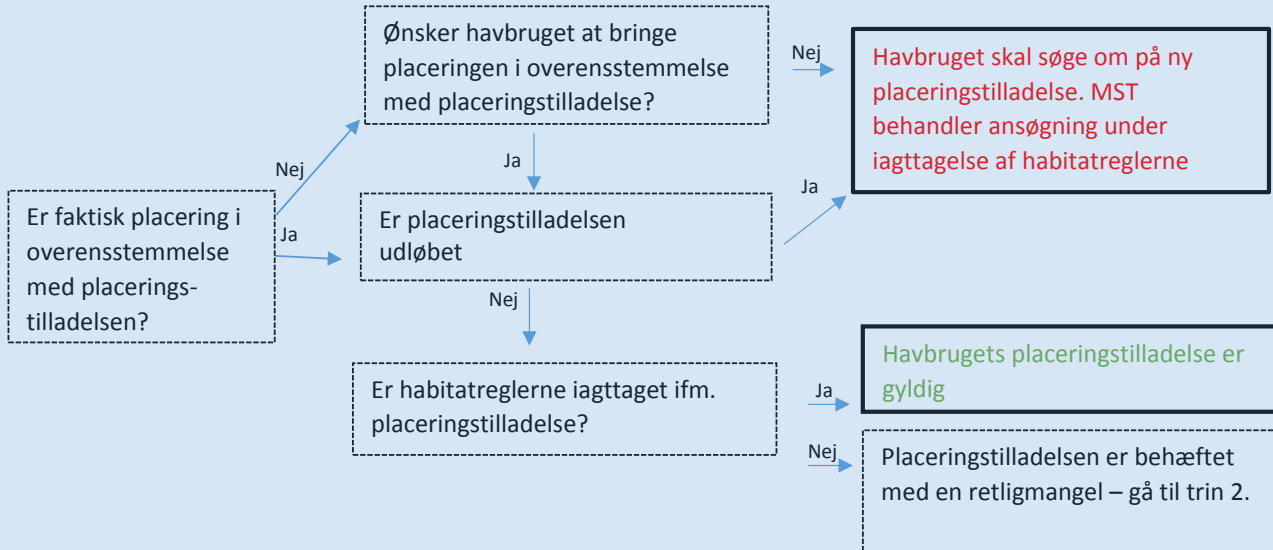 Ønsker havbruget at bringe
placeringen i overensstemmelse
med placeringstilladelse?
Nej
Havbruget skal søge om på ny
placeringstilladelse. MST
behandler ansøgning under
iagttagelse af habitatreglerne
Nej
Ja
Ja
Er faktisk placering i
overensstemmelse
med placerings-
tilladelsen?
Ja
Er placeringstilladelsen
udløbet
Nej
Er habitatreglerne iagttaget ifm.
placeringstilladelse?
Ja
Havbrugets placeringstilladelse er
gyldig
Nej
Placeringstilladelsen er behæftet
med en retligmangel – gå til trin 2.